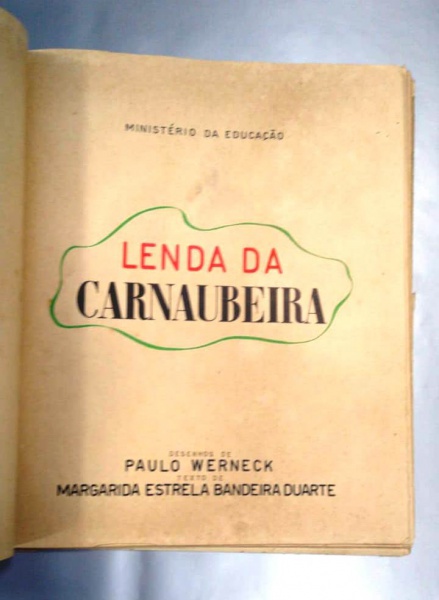 MINISTÉRIO DA EDUCAÇÃO
LENDA DA
CARNAUBEIRA
DESENHOS DE
PAULO WERNECK
TEXTO DE
MARGARIDA ESTRELA BANDEIRA DUARTE